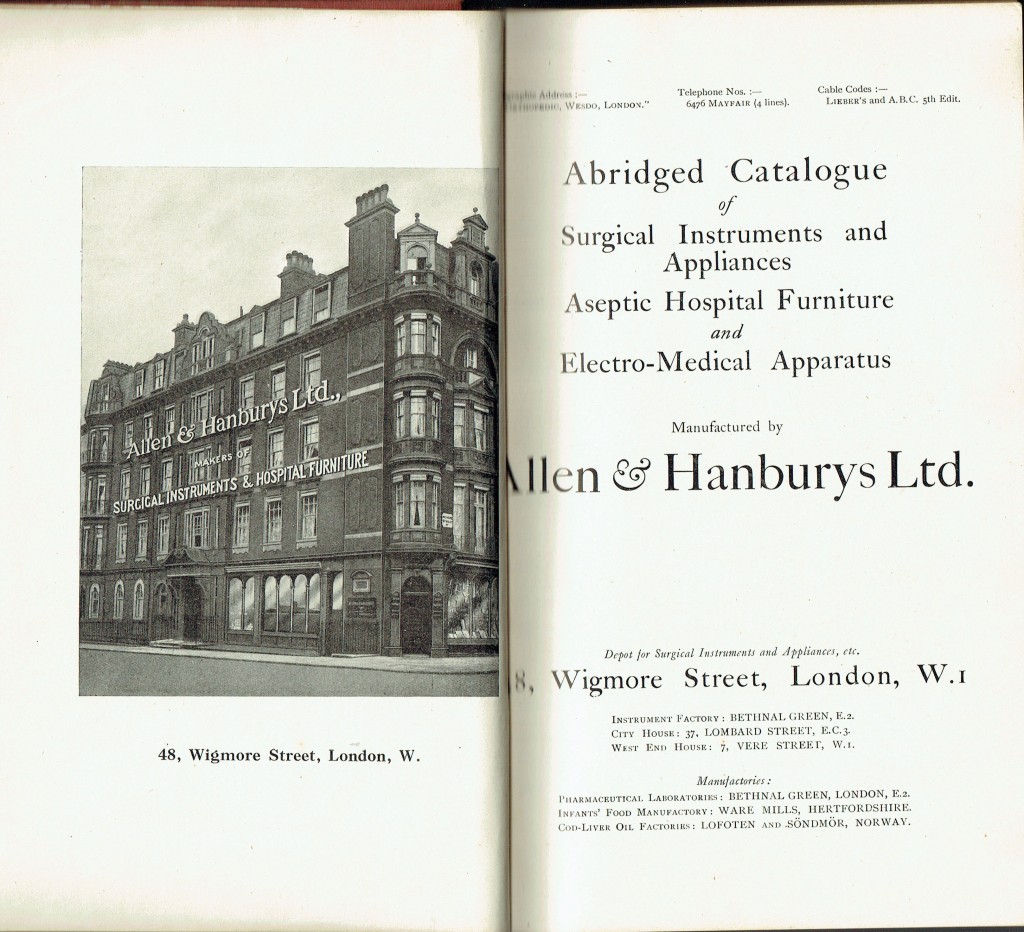 Allen & Hanburys Ltd.,
MAKERS OF
SURGICAL INSTRUMENTS & HOSPITAL FURNITURE
48, Wigmore Street, London, W.
Address :—
WESDO, LONDON."
Telephone Nos. :—
6476 MAYFAIR (4 lines).
Cable Codes :—
LIEBER'S and A.B.C. 5th Edit.
Abridged Catalogue
of
Surgical Instruments and
Appliances
Aseptic Hospital Furniture
and
Electro-Medical Apparatus
Manufactured by
Allen & Hanburys Ltd.
Depot for Surgical Instruments and Appliances, etc.
8, Wigmore Street, London, W.1
INSTRUMENT FACTORY : BETHNAL GREEN, E.2.
CITY HOUSE : 37, LOMBARD STREET, E.C.3.
WEST END HOUSE : 7, VERE STREET, W.1.
Manufactories :
PHARMACEUTICAL LABORATORIES : BETHNAL GREEN, LONDON, E.2.
INFANTS' FOOD MANUFACTORY : WARE MILLS, HERTFORDSHIRE.
COD-LIVER OIL FACTORIES : LOFOTEN AND SÖNDMÖR, NORWAY.